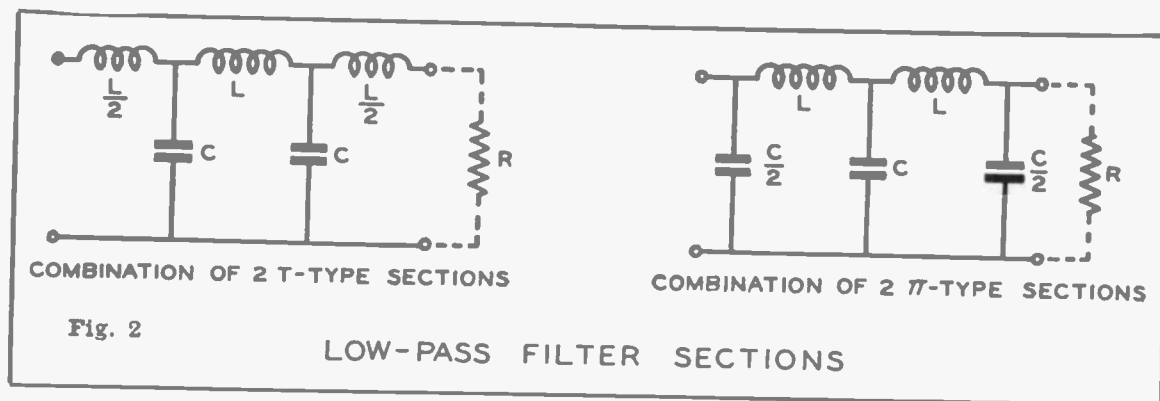 L/2 L L/2
C C R
COMBINATION OF 2 T-TYPE SECTIONS
L L
C/2 C C/2 R
COMBINATION OF 2 π-TYPE SECTIONS
Fig. 2
LOW-PASS FILTER SECTIONS